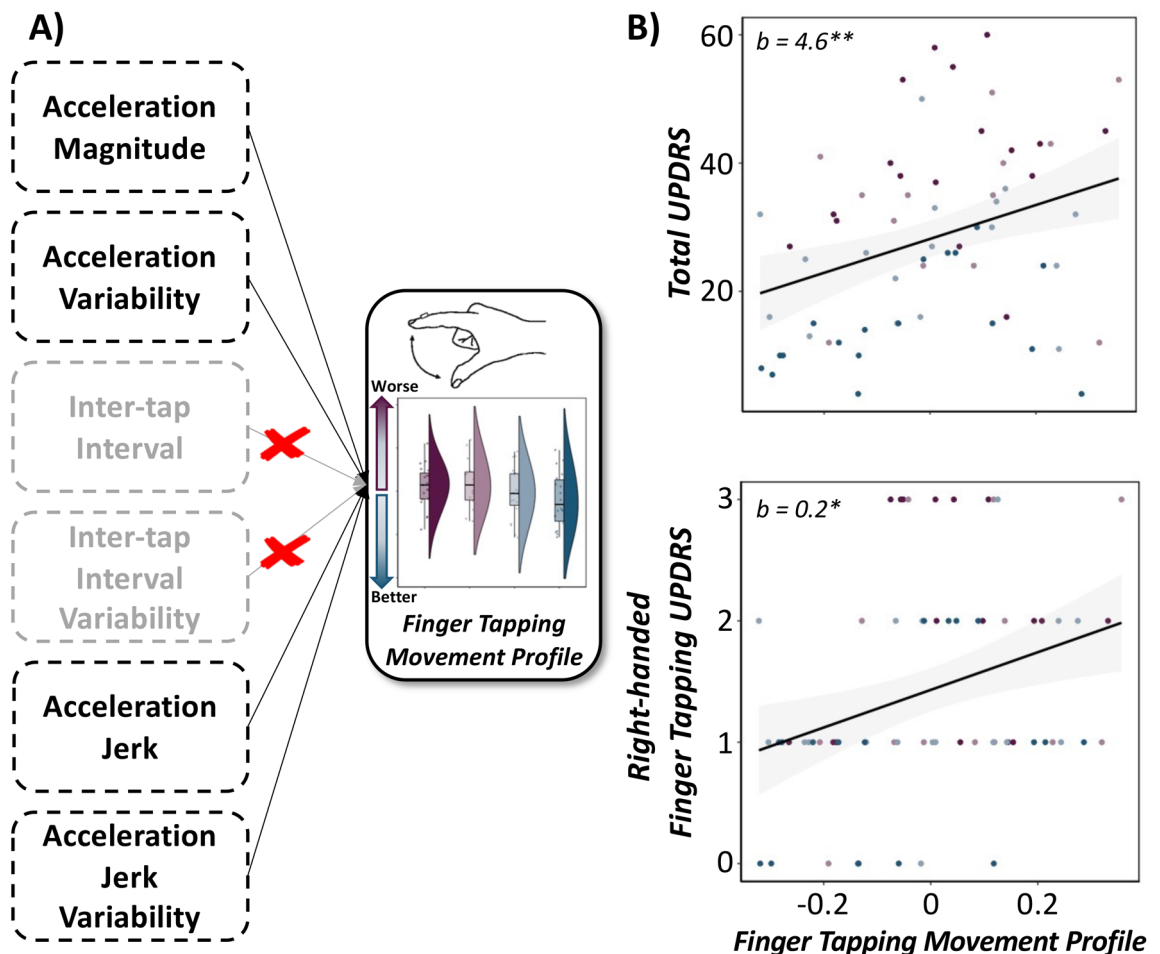 A)
Acceleration
Magnitude
Acceleration
Variability
Inter-tap
Interval
Inter-tap
Interval
Variability
Acceleration
Jerk
Acceleration
Jerk
Variability
Worse
Better
Finger Tapping
Movement Profile
B)
b = 4.6**
60
40
20
Total UPDRS
b = 0.2*
3
2
1
0
Right-handed
Finger Tapping UPDRS
-0.2
0
0.2
Finger Tapping Movement Profile